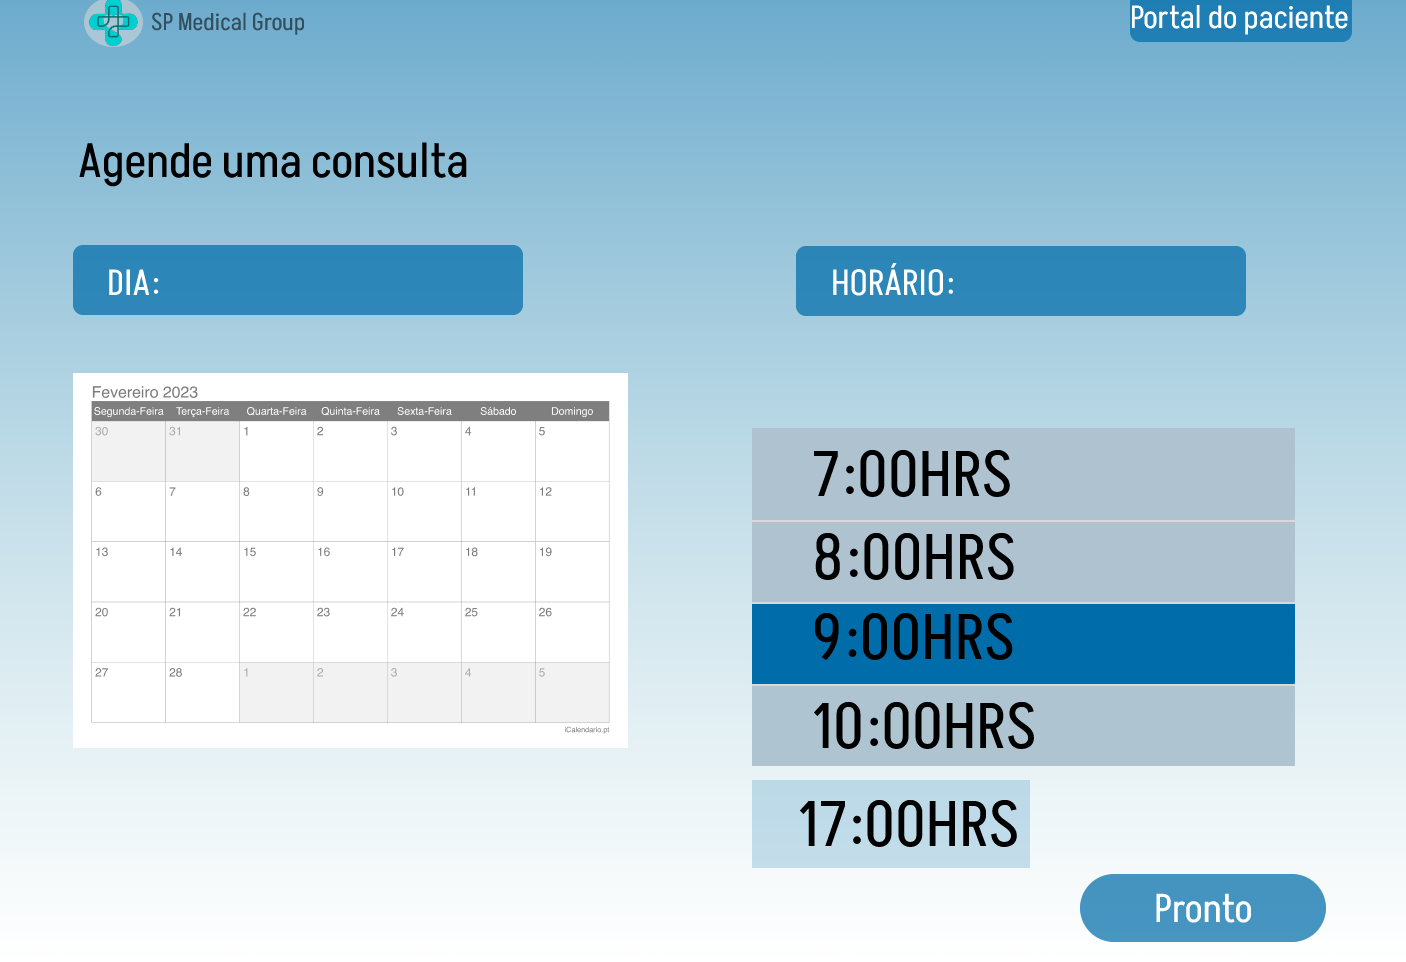 SP Medical Group
Portal do paciente
Agende uma consulta
DIA:
HORÁRIO:
Fevereiro 2023
Segunda-Feira Terça-Feira Quarta-Feira Quinta-Feira Sexta-Feira Sábado Domingo
30 31 1 2 3 4 5
6 7 8 9 10 11 12
13 14 15 16 17 18 19
20 21 22 23 24 25 26
27 28 1 2 3 4 5
iCalendario.pt
7:00HRS
8:00HRS
9:00HRS
10:00HRS
17:00HRS
Pronto